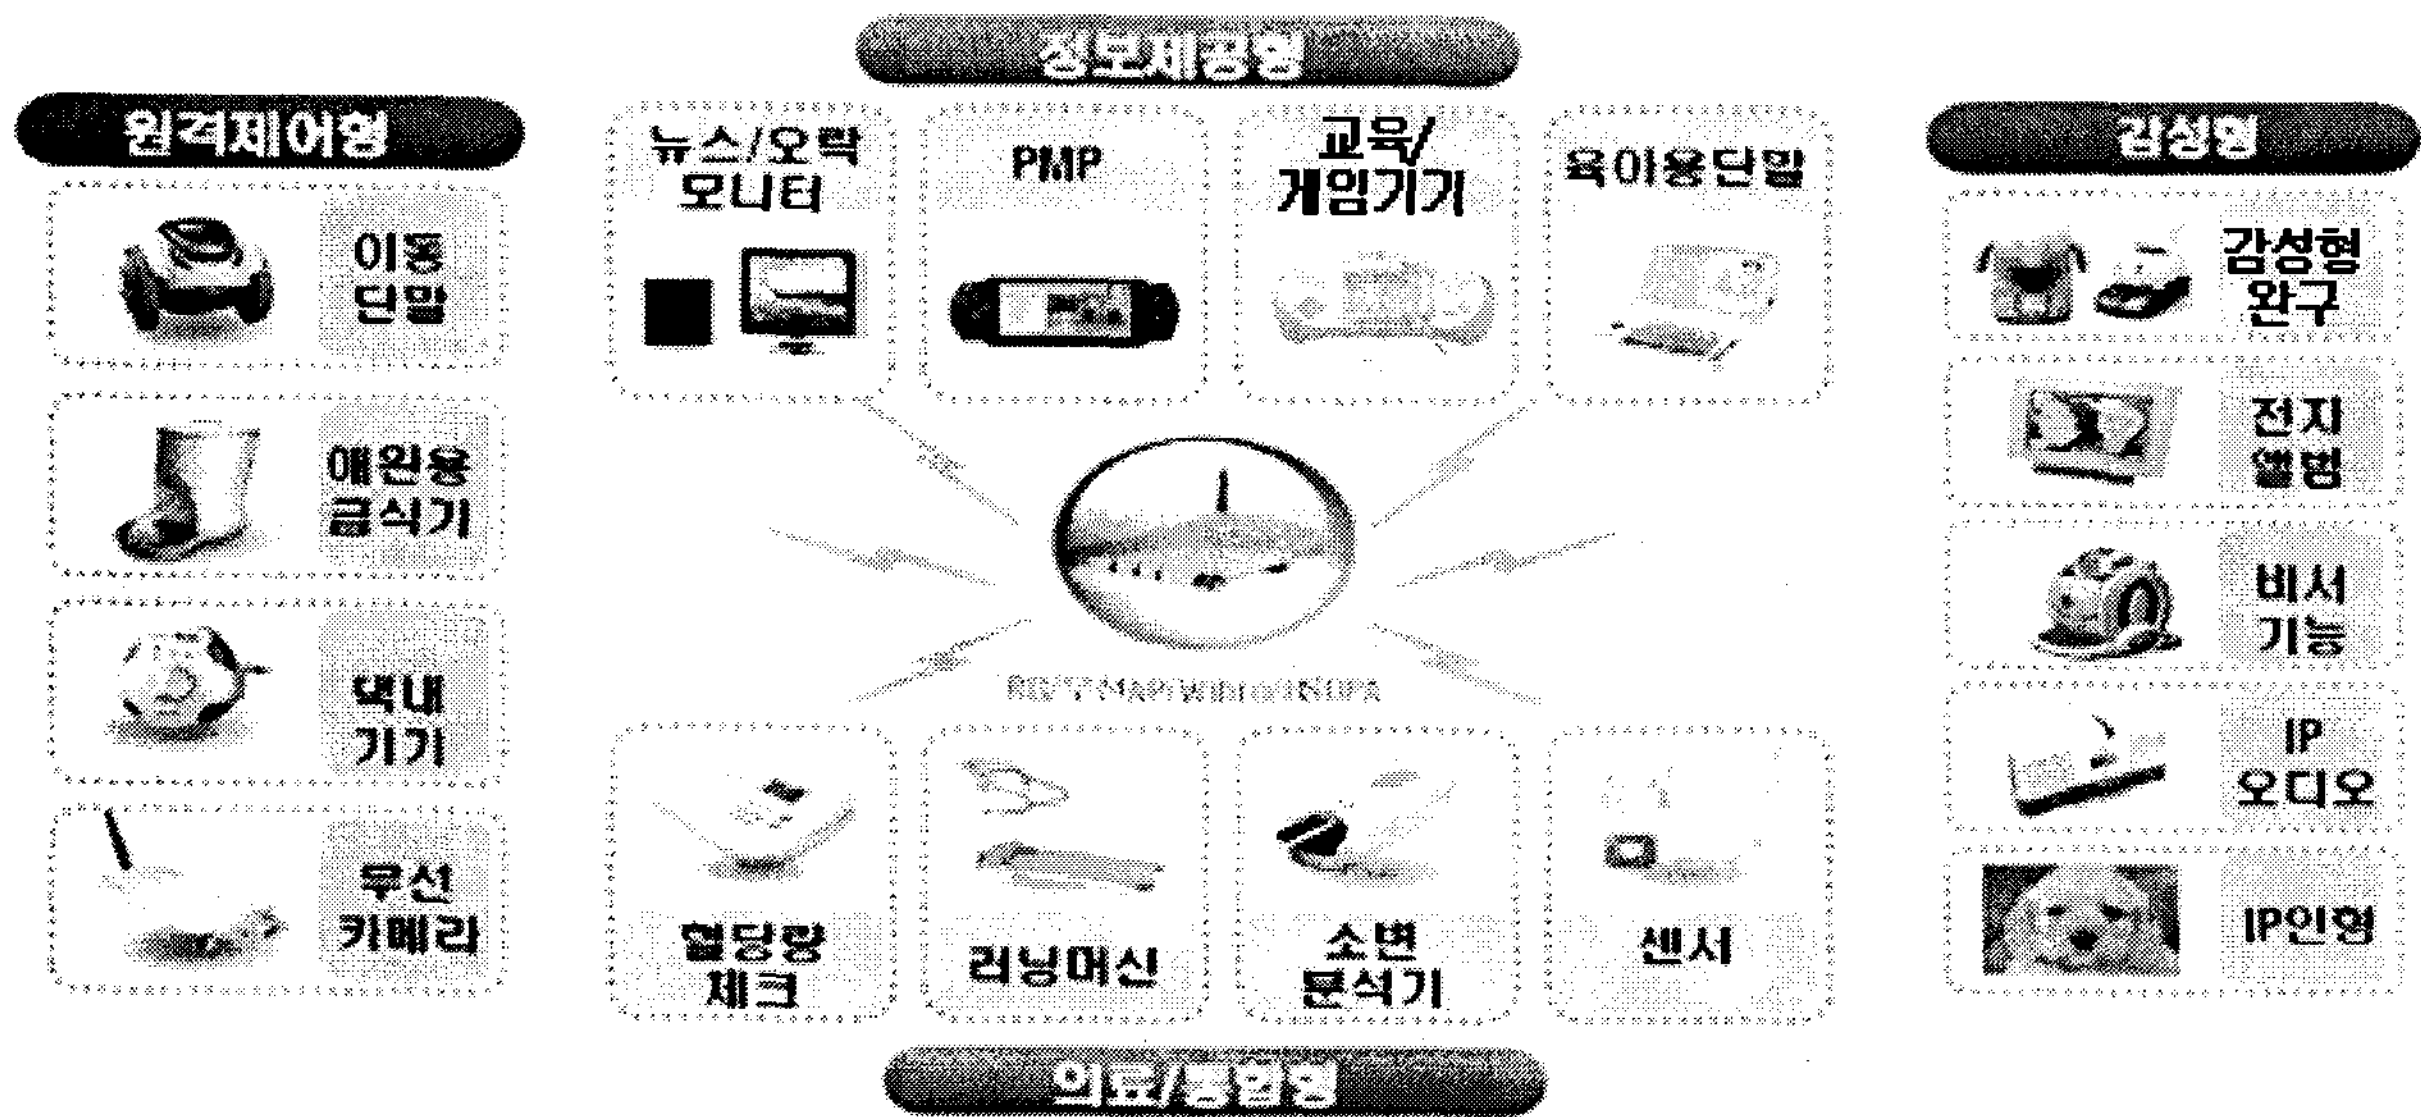 정보제공형
원격제어형
감성형
뉴스/오락
모니터
PMP
교육/
게임기기
육아용단말
이동
단말
애완용
급식기
댁내
기기
무선
카메라
감성형
완구
전자
앨범
비서
기능
IP
오디오
IP인형
혈당량
체크
러닝머신
소변
분석기
센서
의료/통합형